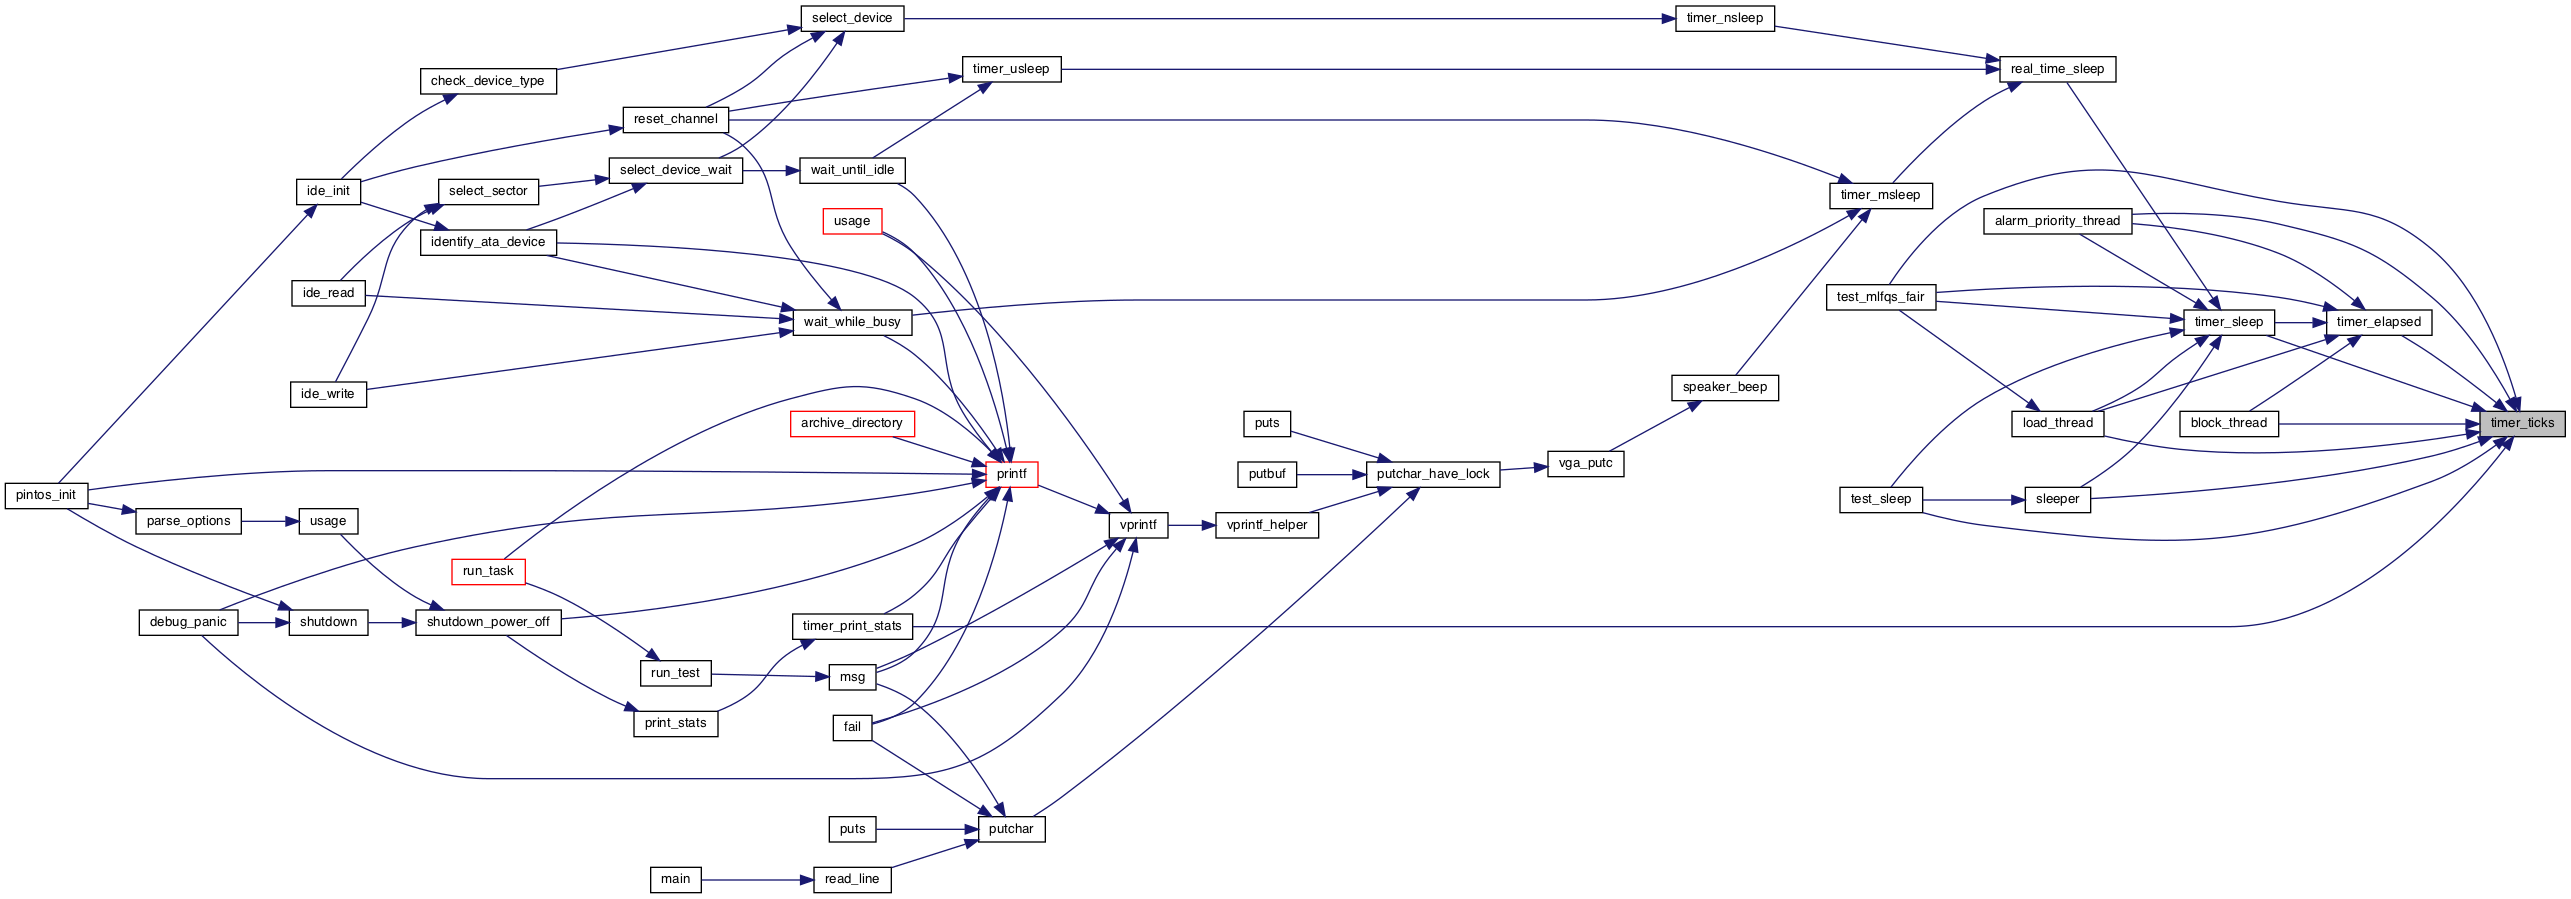 select_device
timer_nsleep
check_device_type
timer_usleep
real_time_sleep
reset_channel
ide_init
select_sector
select_device_wait
wait_until_idle
timer_msleep
usage
alarm_priority_thread
identify_ata_device
ide_read
wait_while_busy
test_mlfqs_fair
timer_sleep
timer_elapsed
ide_write
speaker_beep
archive_directory
puts
load_thread
block_thread
timer_ticks
printf
putbuf
putchar_have_lock
vga_putc
pintos_init
parse_options
usage
vprintf
vprintf_helper
test_sleep
sleeper
run_task
debug_panic
shutdown
shutdown_power_off
timer_print_stats
run_test
msg
print_stats
fail
puts
putchar
main
read_line